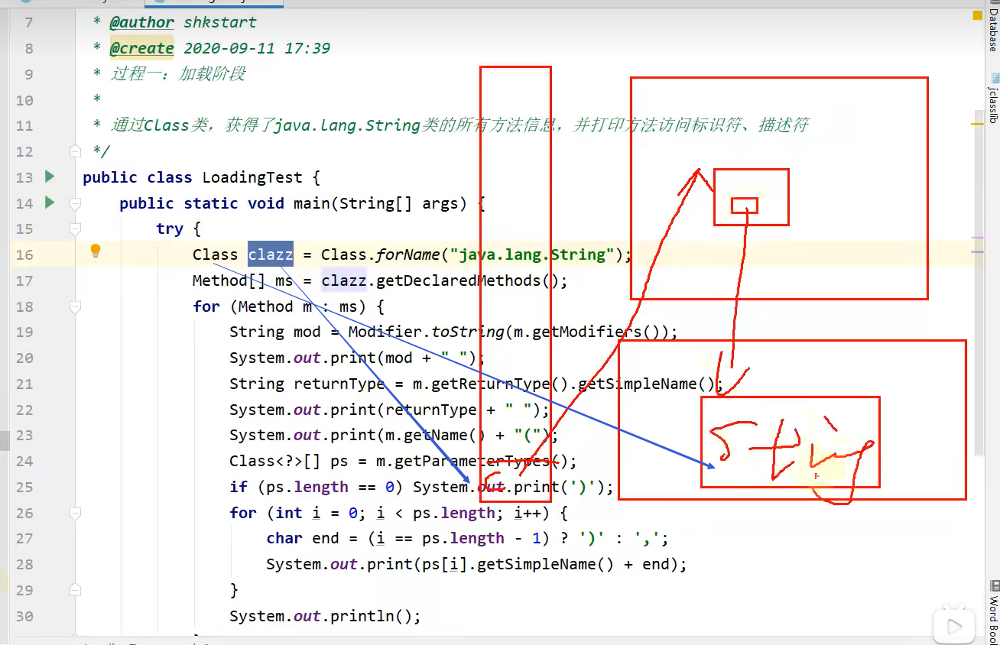 7 * @author shkstart
8 * @create 2020-09-11 17:39
9 * 过程一：加载阶段
10 *
11 * 通过Class类，获得了java.lang.String类的所有方法信息，并打印方法访问标识符、描述符
12 */
13 public class LoadingTest {
14 public static void main(String[] args) {
15 try {
16 Class clazz = Class.forName("java.lang.String");
17 Method[] ms = clazz.getDeclaredMethods();
18 for (Method m : ms) {
19 String mod = Modifier.toString(m.getModifiers());
20 System.out.print(mod + " ");
21 String returnType = m.getReturnType().getSimpleName();
22 System.out.print(returnType + " ");
23 System.out.print(m.getName() + "(");
24 Class<?>[] ps = m.getParameterTypes();
25 if (ps.length == 0) System.out.print(')');
26 for (int i = 0; i < ps.length; i++) {
27 char end = (i == ps.length - 1) ? ')' : ',';
28 System.out.print(ps[i].getSimpleName() + end);
29 }
30 System.out.println();
Database
jclasslib
Word Bool